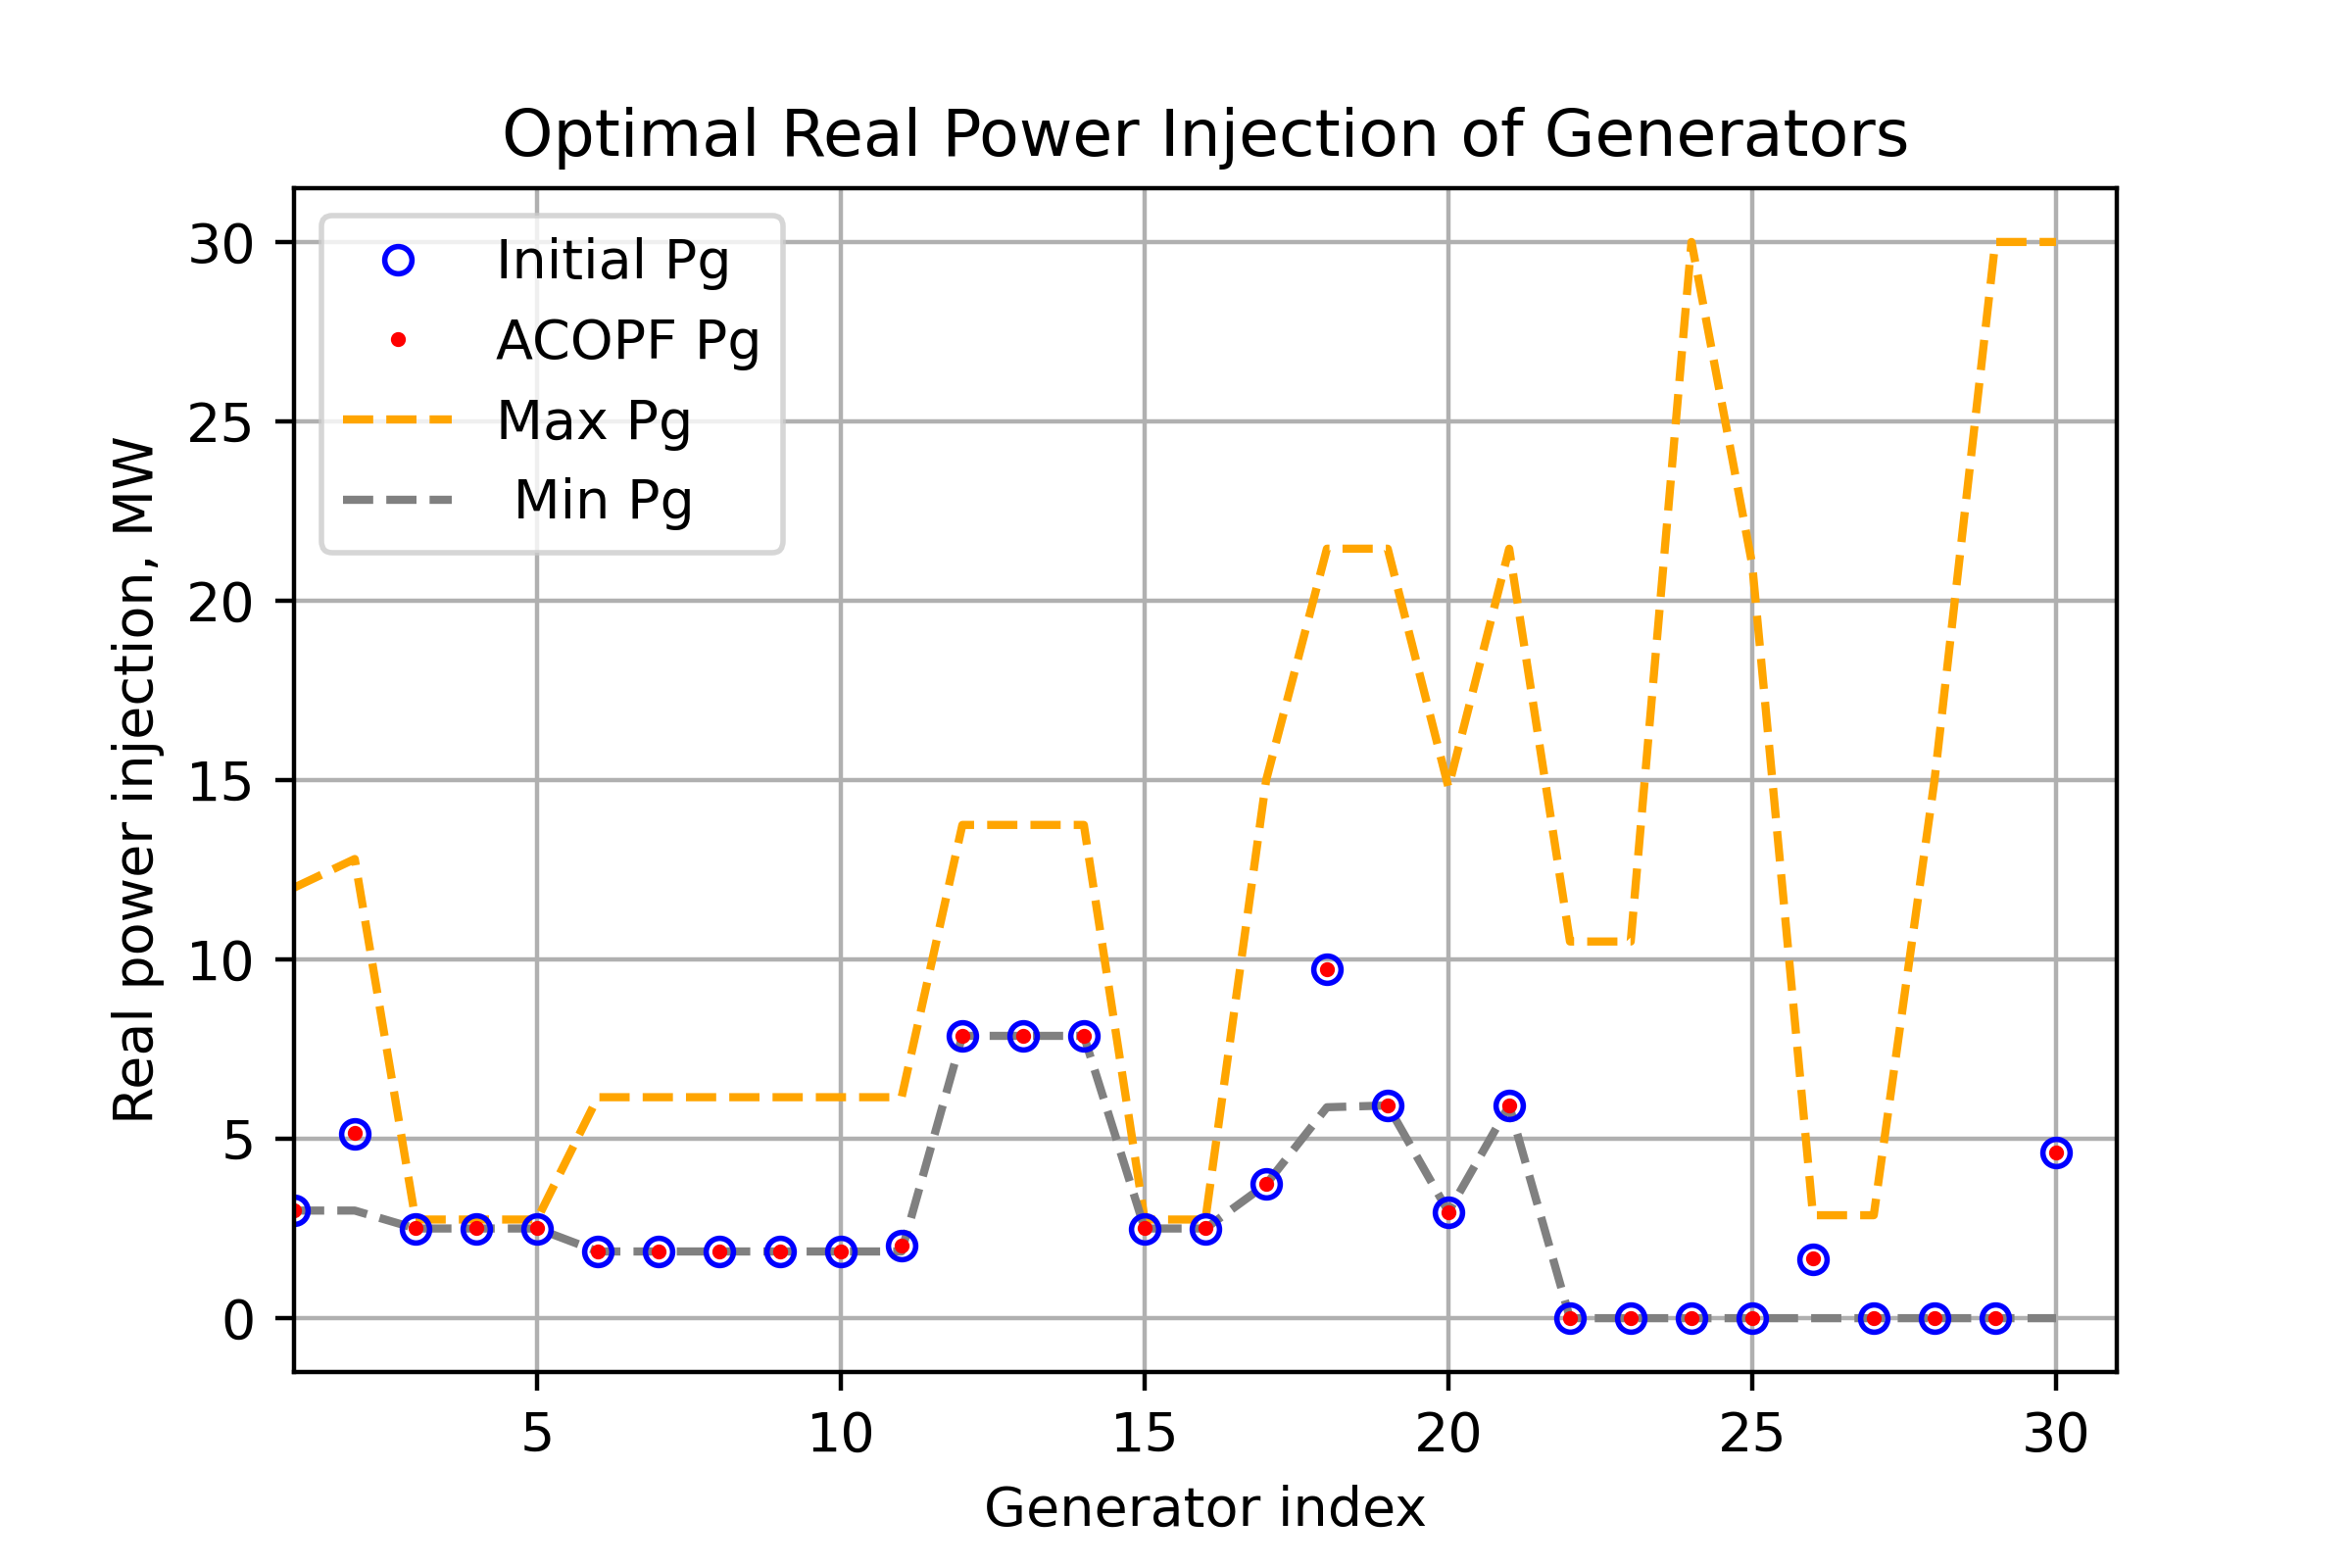 Optimal Real Power Injection of Generators
Initial Pg
ACOPF Pg
Max Pg
Min Pg
30
25
20
15
10
5
0
Real power injection, MW
5 10 15 20 25 30
Generator index